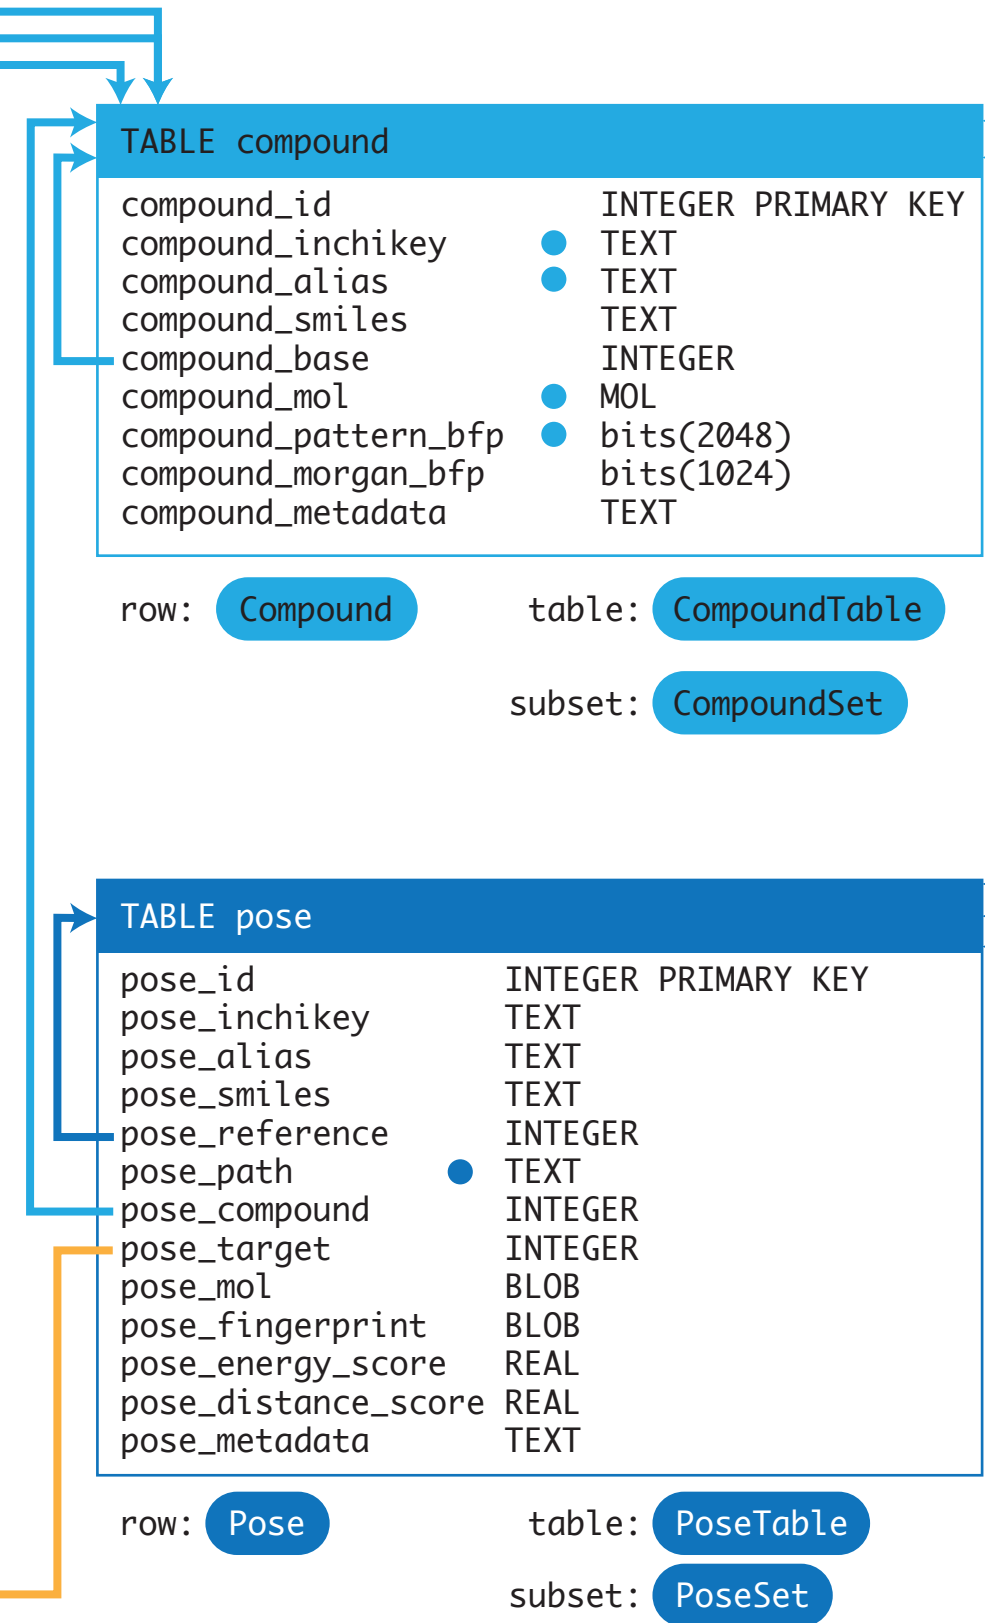 TABLE compound
compound_id INTEGER PRIMARY KEY
compound_inchikey TEXT
compound_alias TEXT
compound_smiles TEXT
compound_base INTEGER
compound_mol MOL
compound_pattern_bfp bits(2048)
compound_morgan_bfp bits(1024)
compound_metadata TEXT
row: Compound table: CompoundTable
subset: CompoundSet
TABLE pose
pose_id INTEGER PRIMARY KEY
pose_inchikey TEXT
pose_alias TEXT
pose_smiles TEXT
pose_reference INTEGER
pose_path TEXT
pose_compound INTEGER
pose_target INTEGER
pose_mol BLOB
pose_fingerprint BLOB
pose_energy_score REAL
pose_distance_score REAL
pose_metadata TEXT
row: Pose table: PoseTable
subset: PoseSet